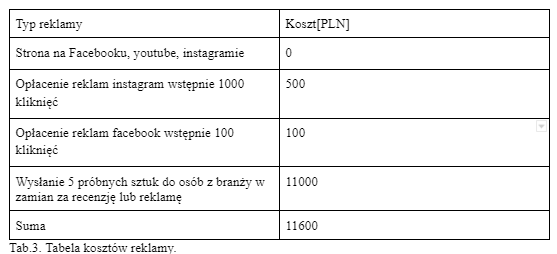 Typ reklamy Koszt[PLN]
Strona na Facebooku, youtube, instagramie 0
Opłacenie reklam instagram wstępnie 1000 500
kliknięć
Opłacenie reklam facebook wstępnie 100 100
kliknięć
Wysłanie 5 próbnych sztuk do osób z branży w 11000
zamian za recenzję lub reklamę
Suma 11600
Tab.3. Tabela kosztów reklamy.